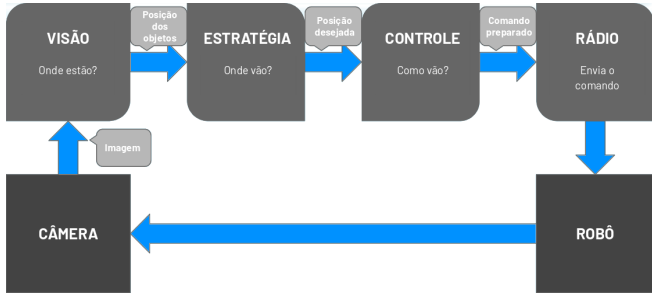 Posição
dos
objetos
Posição
desejada
Comando
preparado
VISÃO
Onde estão?
ESTRATÉGIA
Onde vão?
CONTROLE
Como vão?
RÁDIO
Envia o
comando
Imagem
CÂMERA
ROBÔ